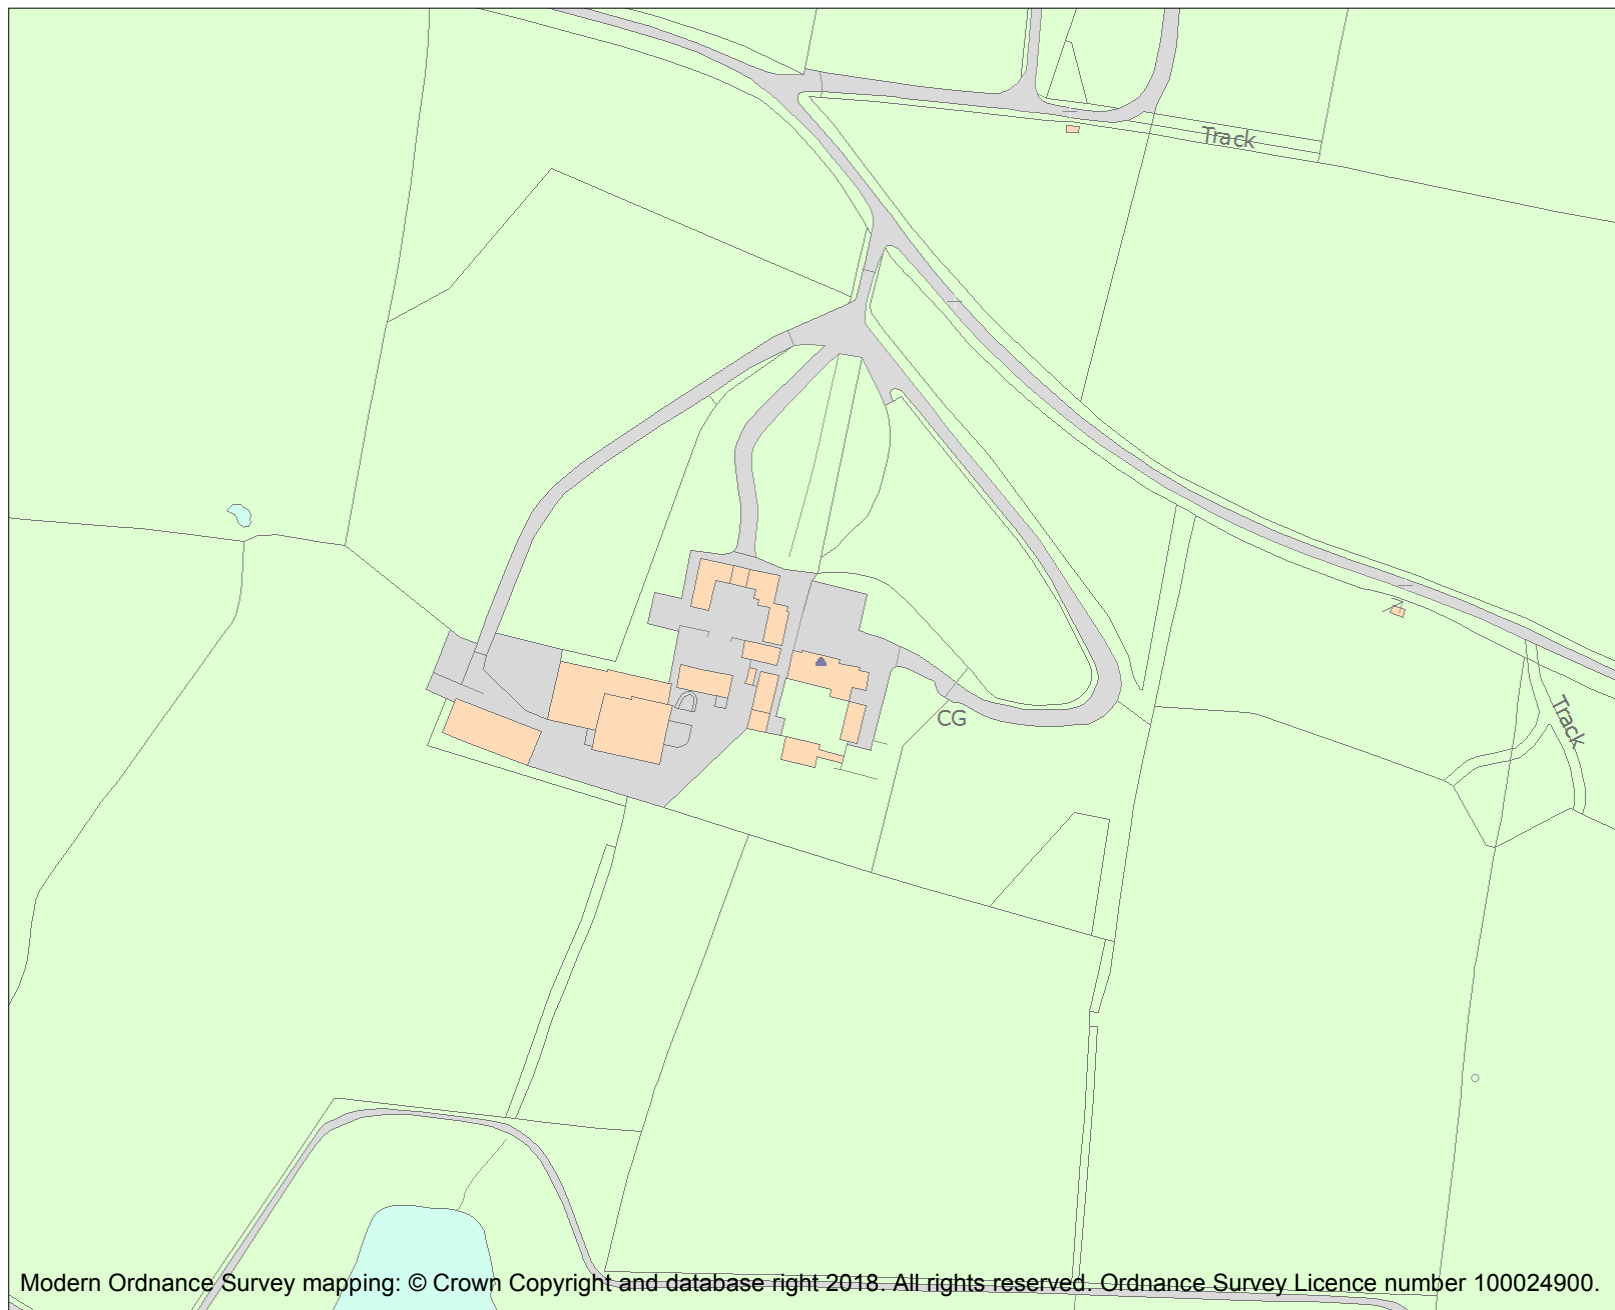 Track
CG
Track
Modern Ordnance Survey mapping: © Crown Copyright and database right 2018. All rights reserved. Ordnance Survey Licence number 100024900.